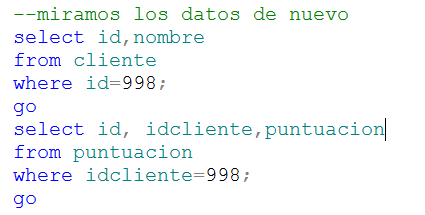 --miramos los datos de nuevo
select id,nombre
from cliente
where id=998;
go
select id, idcliente,puntuacion
from puntuacion
where idcliente=998;
go